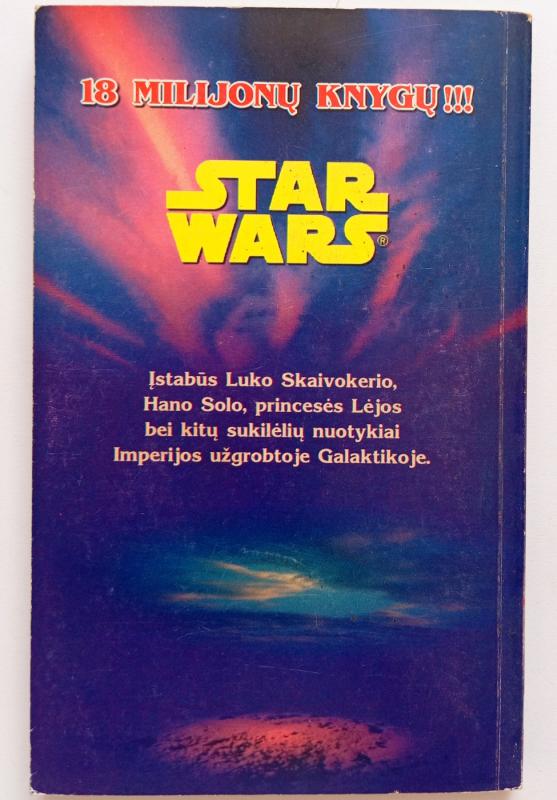 18 MILIJONŲ KNYGŲ!!!
STAR
WARS®
Įstabūs Luko Skaivokerio,
Hano Solo, princesės Lėjos
bei kitų sukilėlių nuotykiai
Imperijos užgrobtoje Galaktikoje.